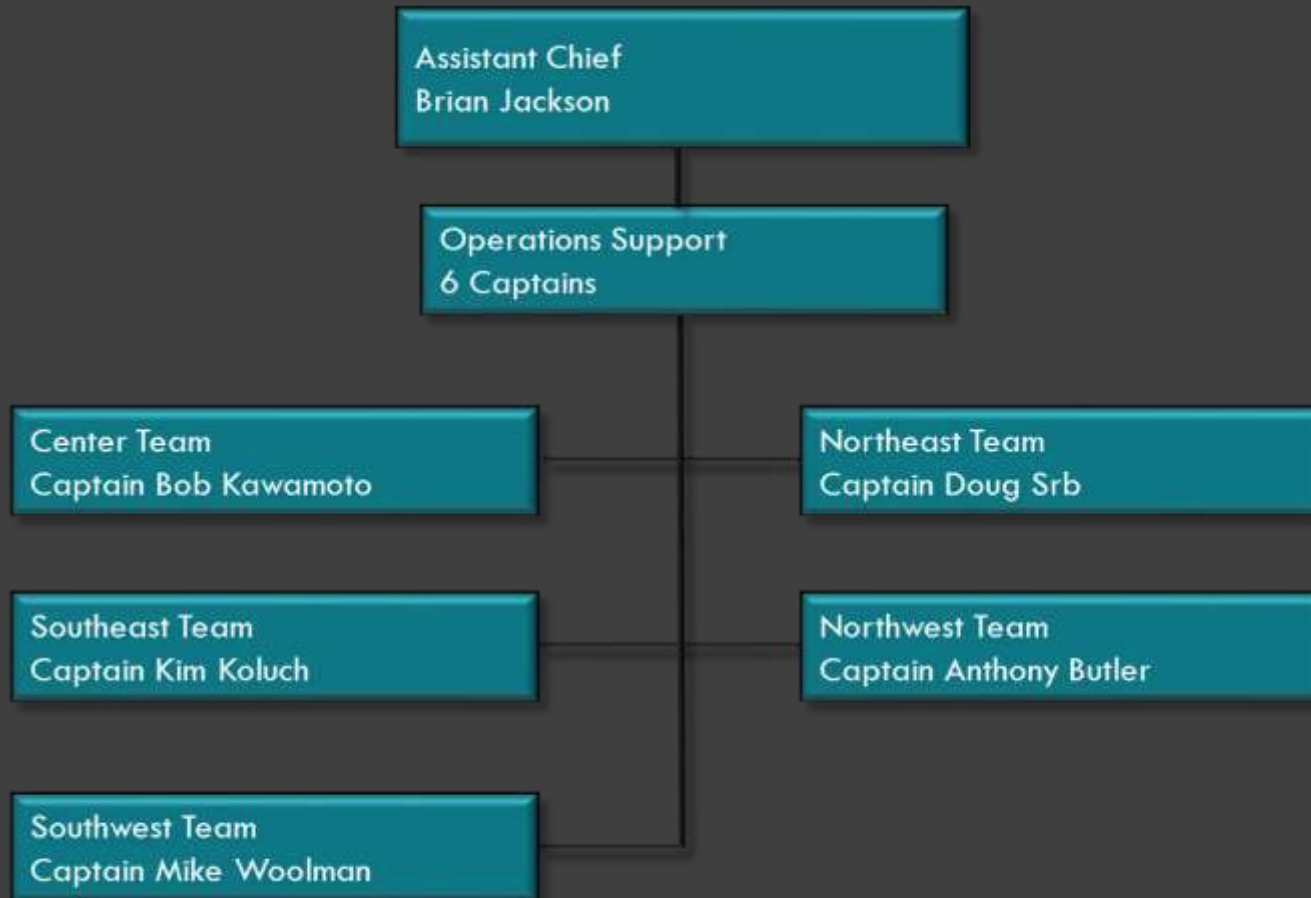 Assistant Chief
Brian Jackson
Operations Support
6 Captains
Center Team
Captain Bob Kawamoto
Northeast Team
Captain Doug Srb
Southeast Team
Captain Kim Koluch
Northwest Team
Captain Anthony Butler
Southwest Team
Captain Mike Woolman